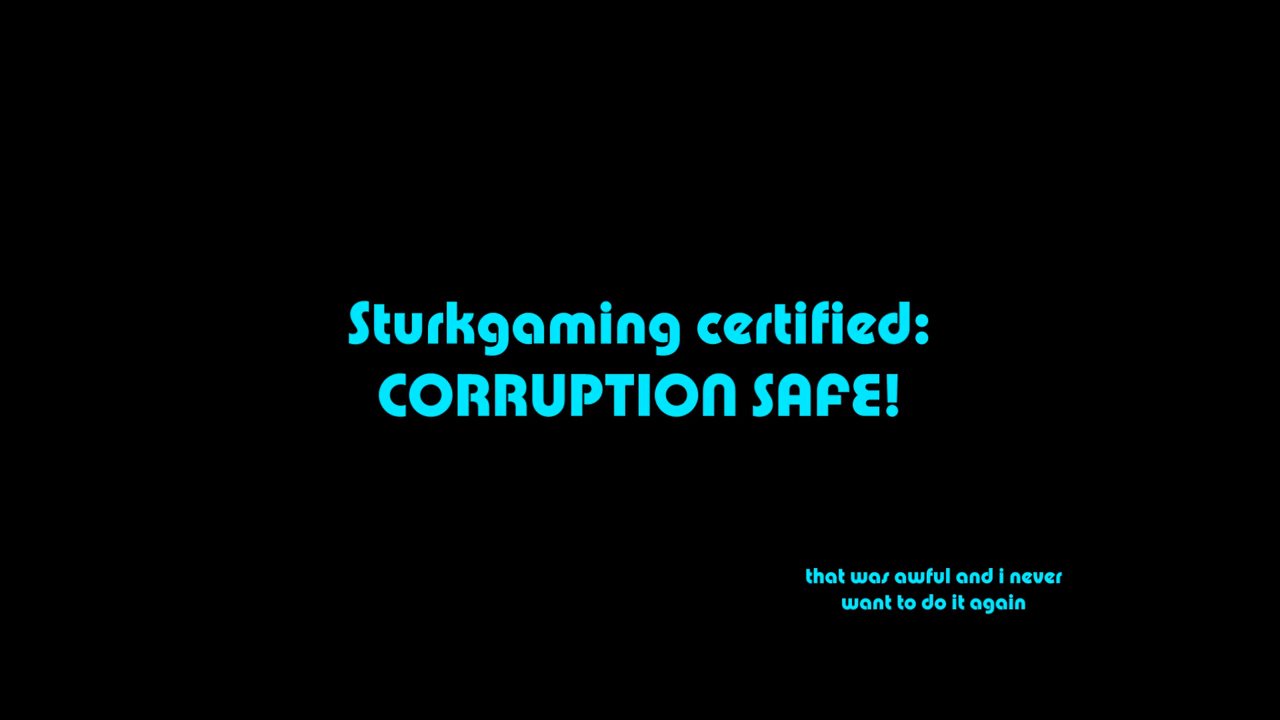 Sturkgaming certified:
CORRUPTION SAFE!
that was awful and i never
want to do it again